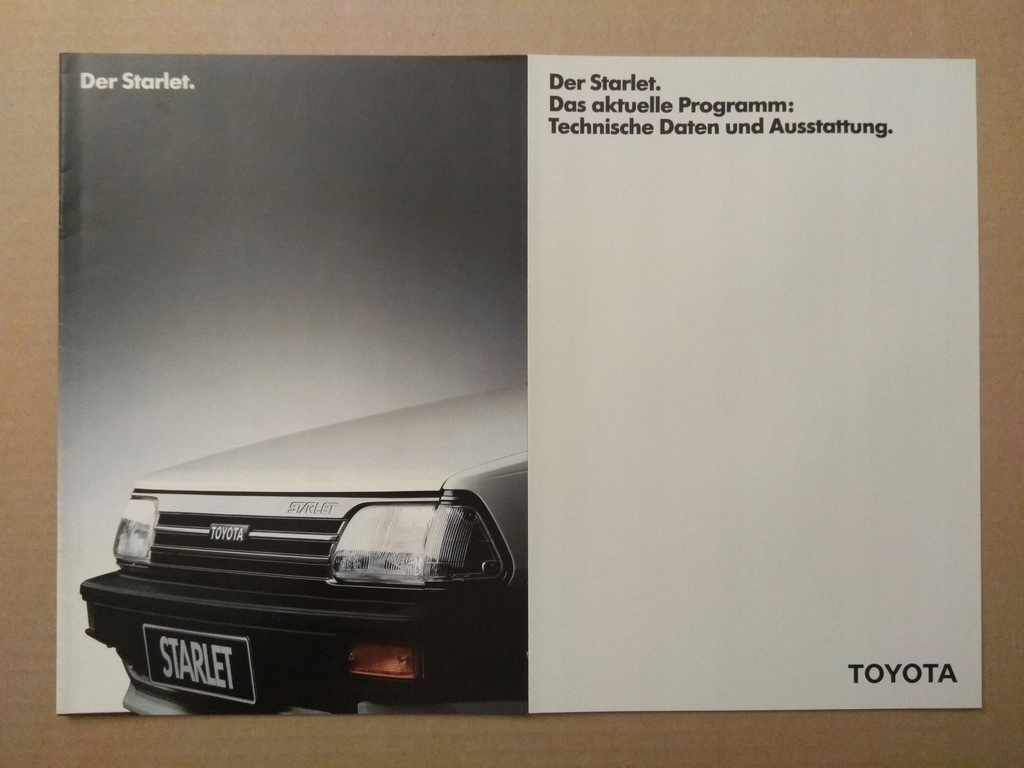 Der Starlet.
STARLET
TOYOTA
STARLET
Der Starlet.
Das aktuelle Programm:
Technische Daten und Ausstattung.
TOYOTA